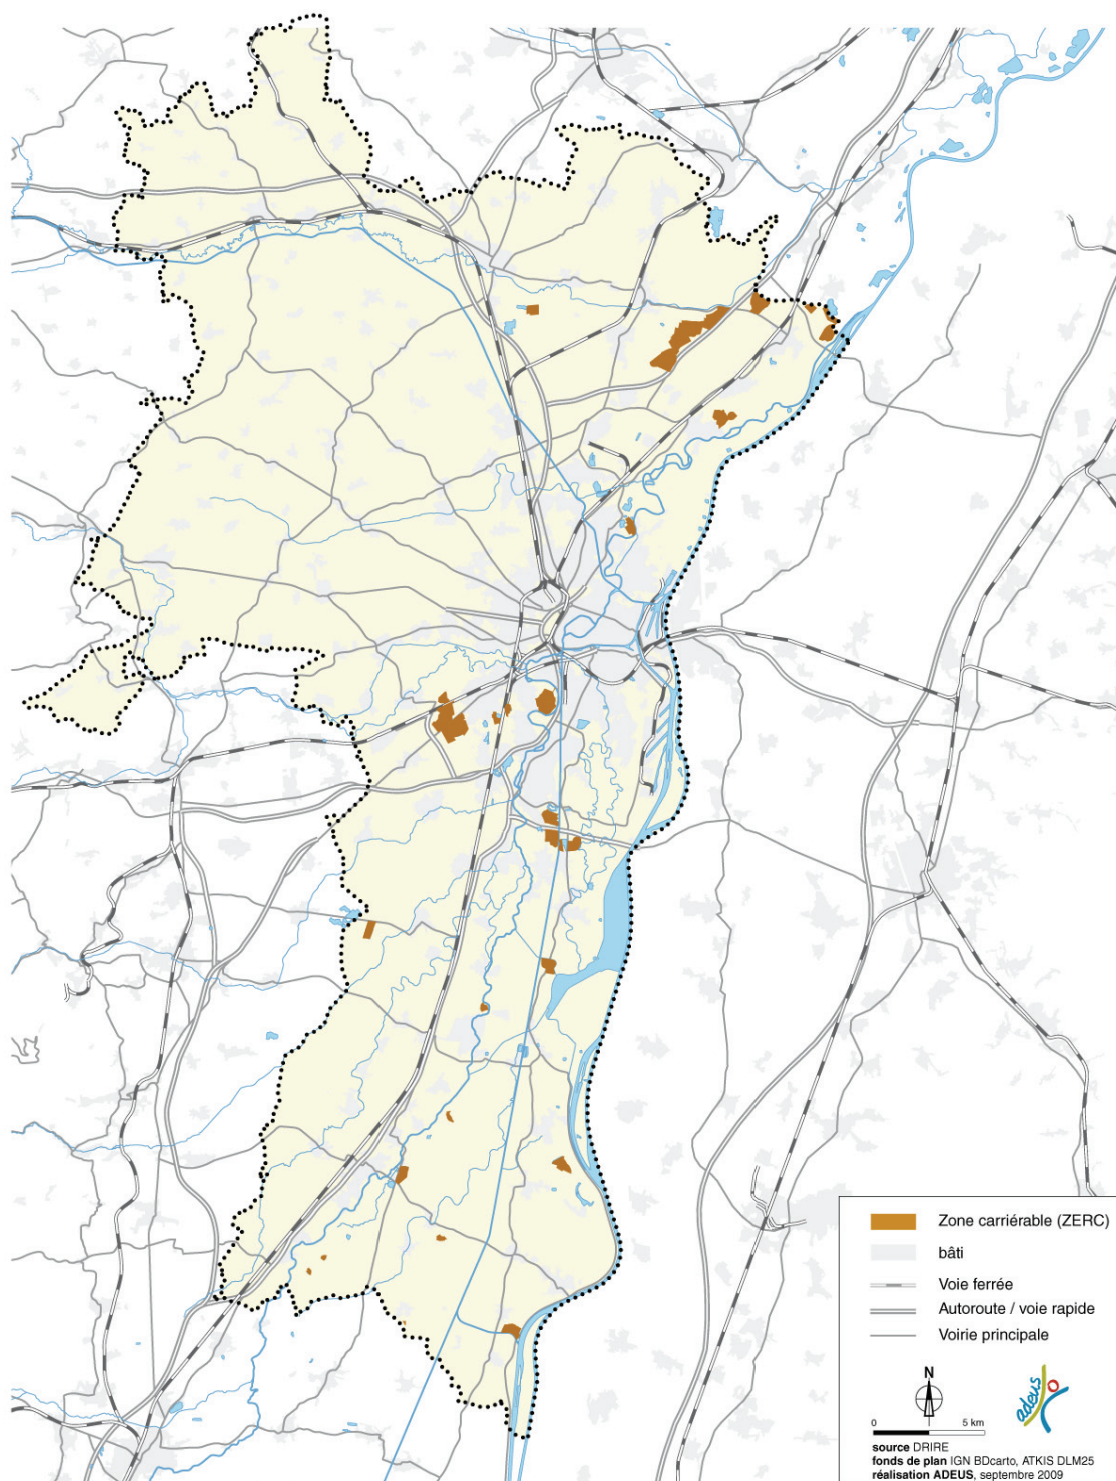 Zone carriérable (ZERC)
bâti
Voie ferrée
Autoroute / voie rapide
Voirie principale
N
adeus
0 5 km
source DRIRE
fonds de plan IGN BDcarto, ATKIS DLM25
réalisation ADEUS, septembre 2009